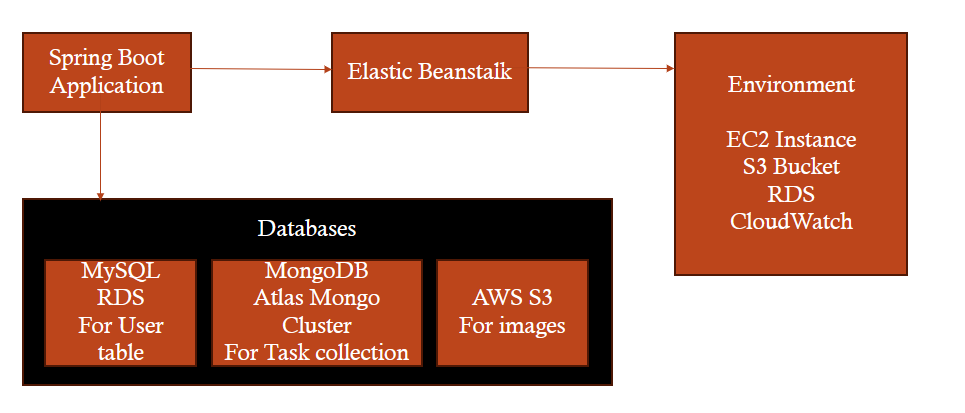 Spring Boot
Application
Elastic Beanstalk
Environment
EC2 Instance
S3 Bucket
RDS
CloudWatch
Databases
MySQL
RDS
For User
table
MongoDB
Atlas Mongo
Cluster
For Task collection
AWS S3
For images